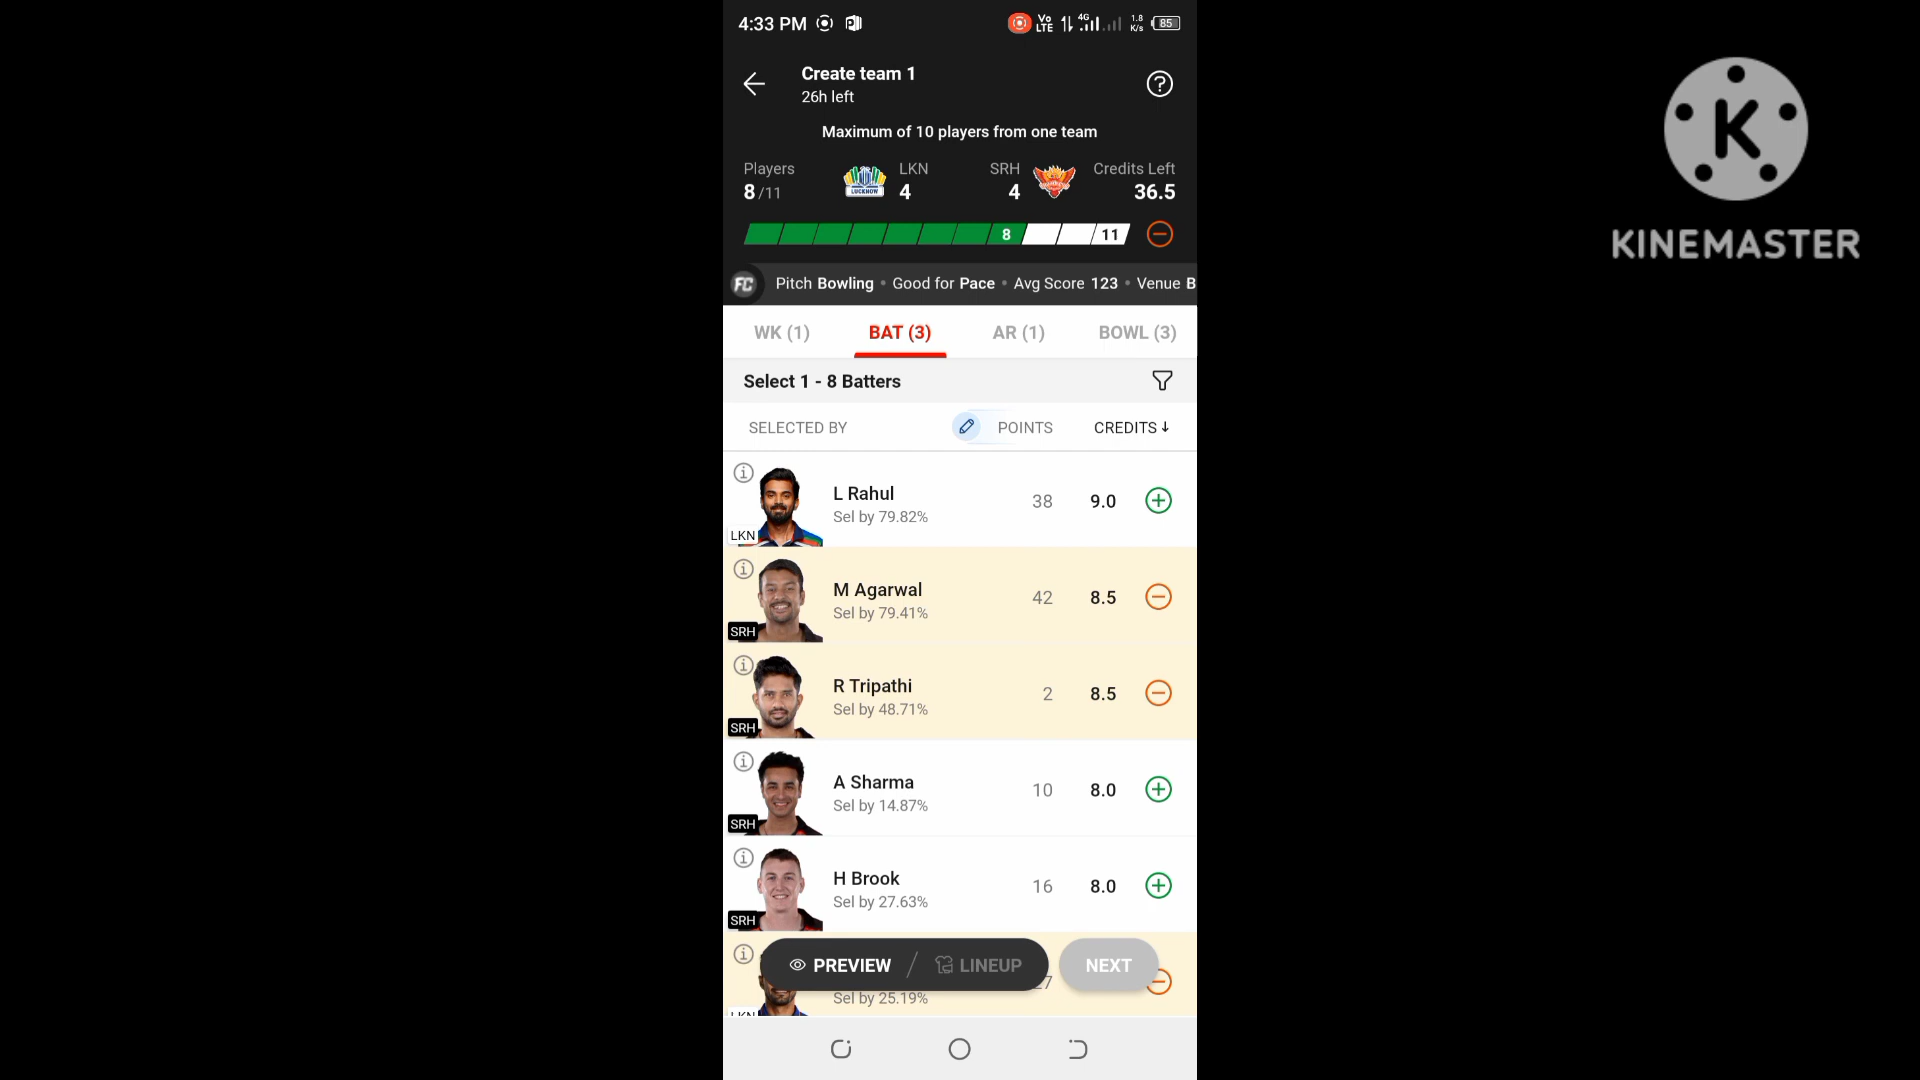 4:33 PM
Vo LTE 4G 1.8 K/s 85
Create team 1
26h left
Maximum of 10 players from one team
Players LKN SRH Credits Left
8/11 LUCKNOW 4 4 36.5
8 11
FC Pitch Bowling • Good for Pace • Avg Score 123 • Venue B
WK (1) BAT (3) AR (1) BOWL (3)
Select 1 - 8 Batters
SELECTED BY POINTS CREDITS↓
L Rahul 38 9.0
Sel by 79.82%
LKN
M Agarwal 42 8.5
Sel by 79.41%
SRH
R Tripathi 2 8.5
Sel by 48.71%
SRH
A Sharma 10 8.0
Sel by 14.87%
SRH
H Brook 16 8.0
Sel by 27.63%
SRH
PREVIEW / LINEUP NEXT
Sel by 25.19%
LKN
K
KINEMASTER